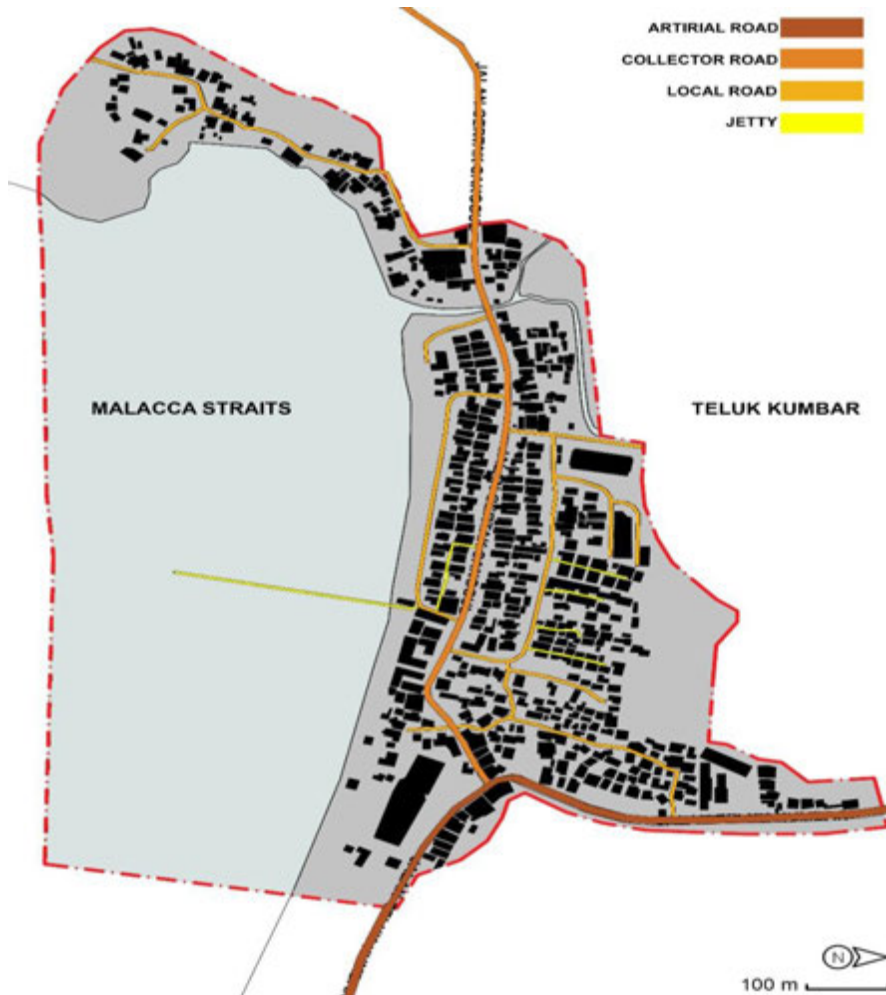 ARTIRIAL ROAD
COLLECTOR ROAD
LOCAL ROAD
JETTY
MALACCA STRAITS
TELUK KUMBAR
N
100 m